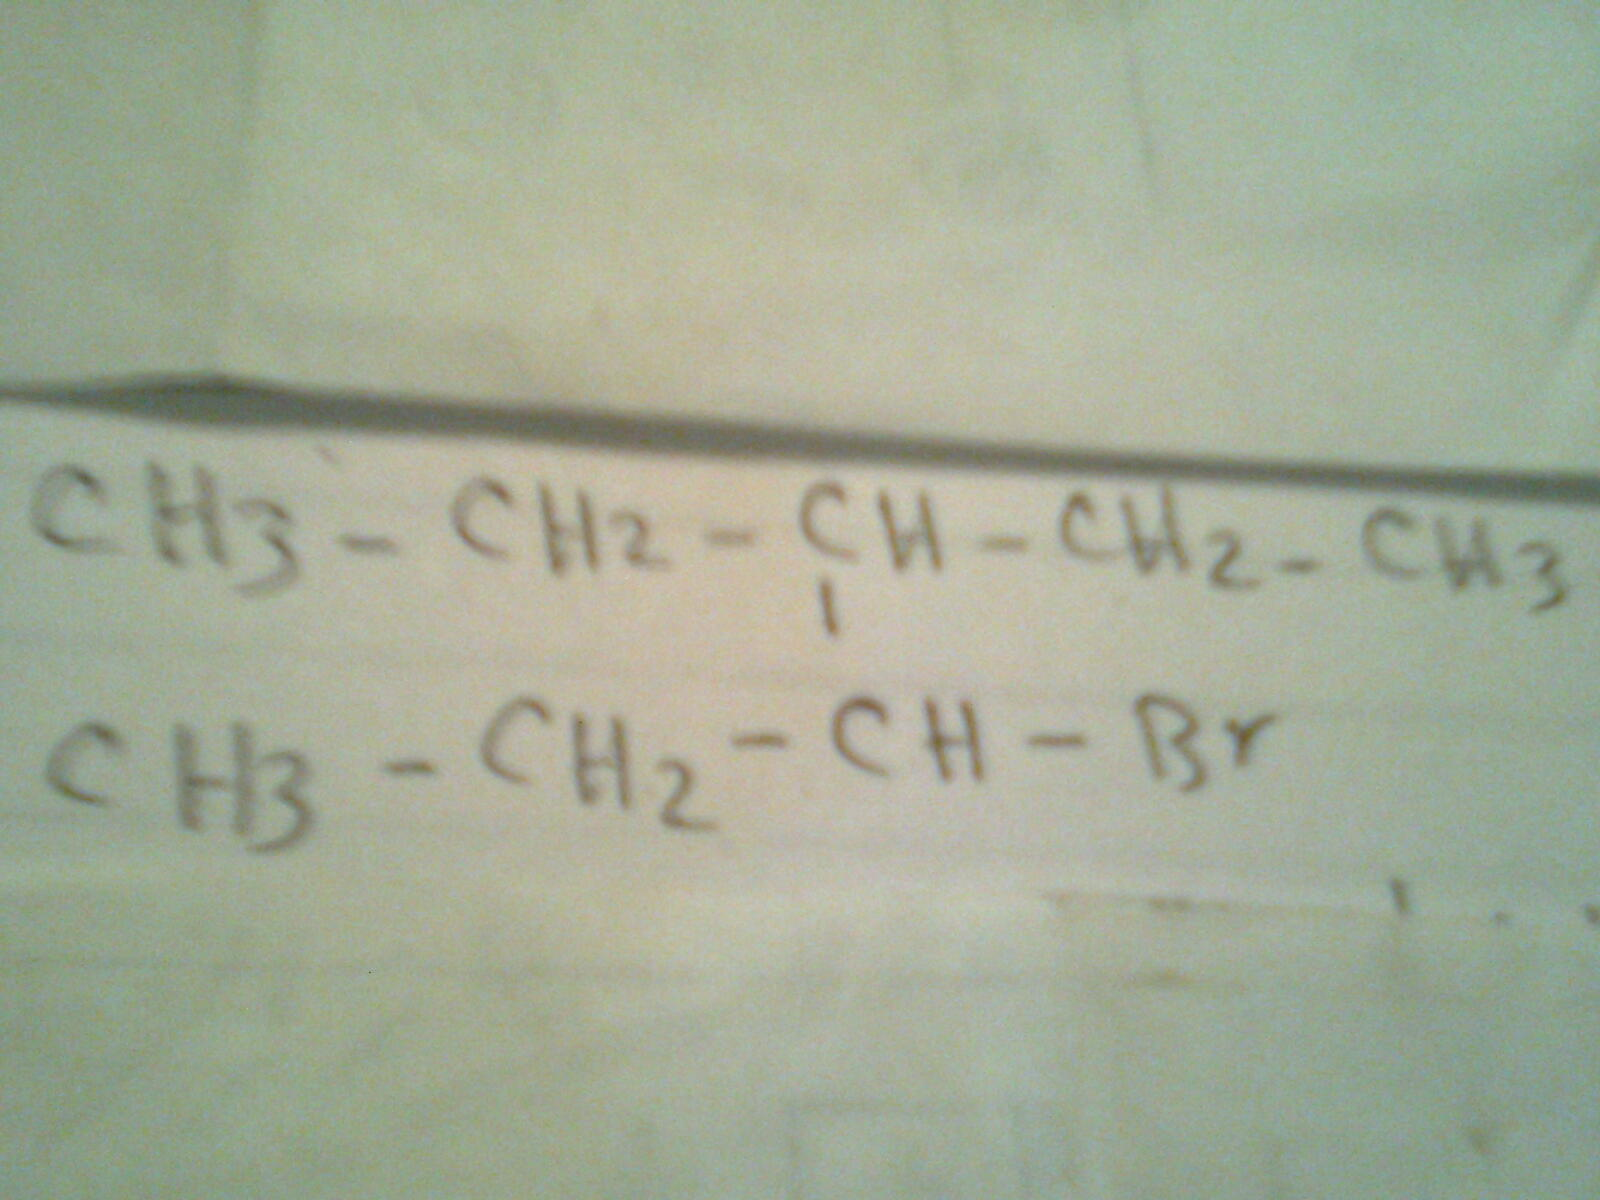 CH3 - CH2 - CH - CH2 - CH3
|
CH3 - CH2 - CH - Br